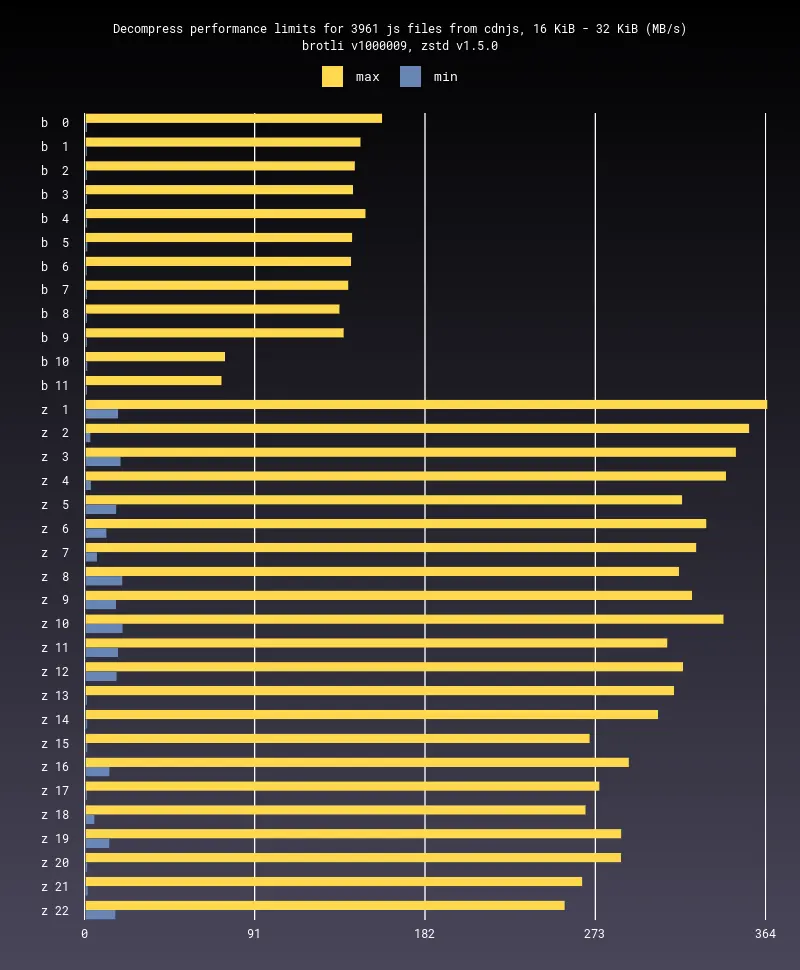 Decompress performance limits for 3961 js files from cdnjs, 16 KiB - 32 KiB (MB/s)
brotli v1000009, zstd v1.5.0
max min
b 0
b 1
b 2
b 3
b 4
b 5
b 6
b 7
b 8
b 9
b 10
b 11
z 1
z 2
z 3
z 4
z 5
z 6
z 7
z 8
z 9
z 10
z 11
z 12
z 13
z 14
z 15
z 16
z 17
z 18
z 19
z 20
z 21
z 22
0 91 182 273 364